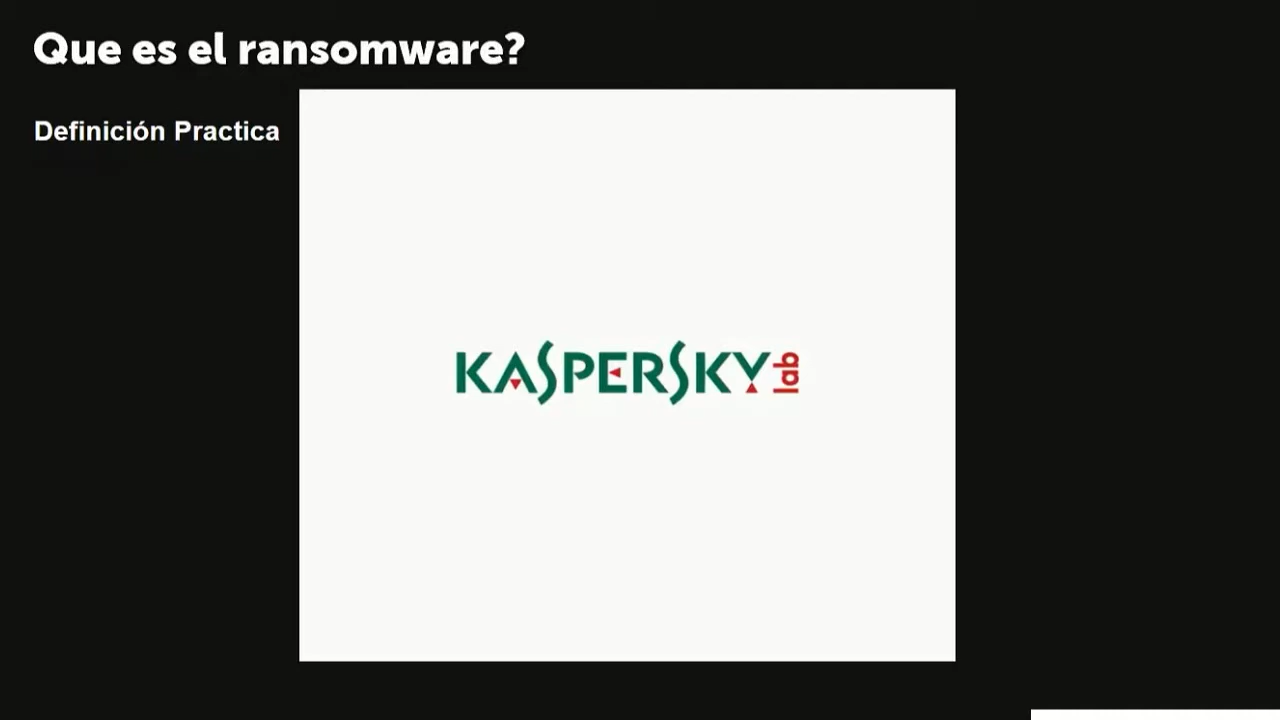 Que es el ransomware?
Definición Practica
KASPERSKY lab